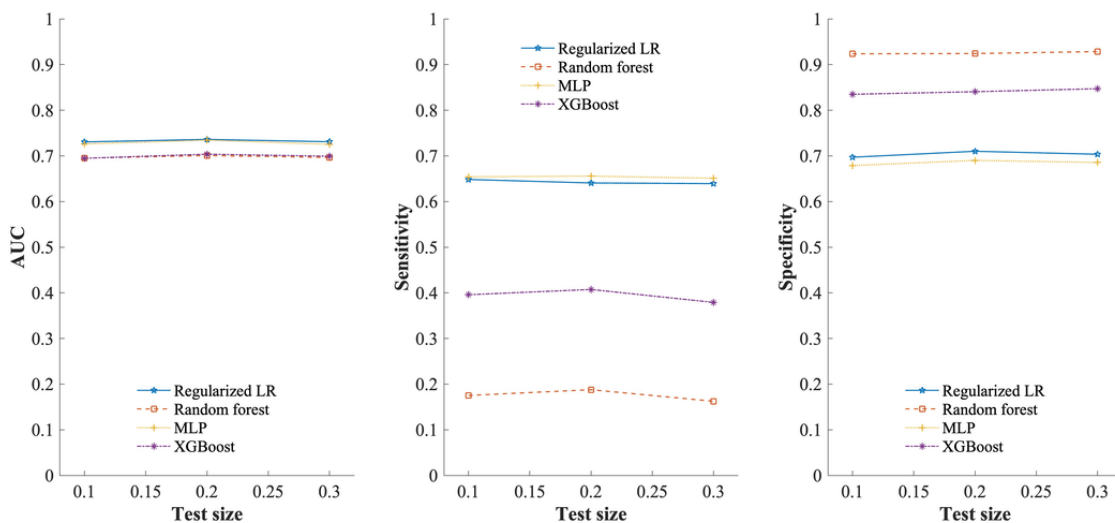 1
0.9
0.8
0.7
0.6
0.5
0.4
0.3
0.2
0.1
0
AUC
Regularized LR
Random forest
MLP
XGBoost
0.1 0.15 0.2 0.25 0.3
Test size
1
0.9
0.8
0.7
0.6
0.5
0.4
0.3
0.2
0.1
0
Sensitivity
Regularized LR
Random forest
MLP
XGBoost
0.1 0.15 0.2 0.25 0.3
Test size
1
0.9
0.8
0.7
0.6
0.5
0.4
0.3
0.2
0.1
0
Specificity
Regularized LR
Random forest
MLP
XGBoost
0.1 0.15 0.2 0.25 0.3
Test size